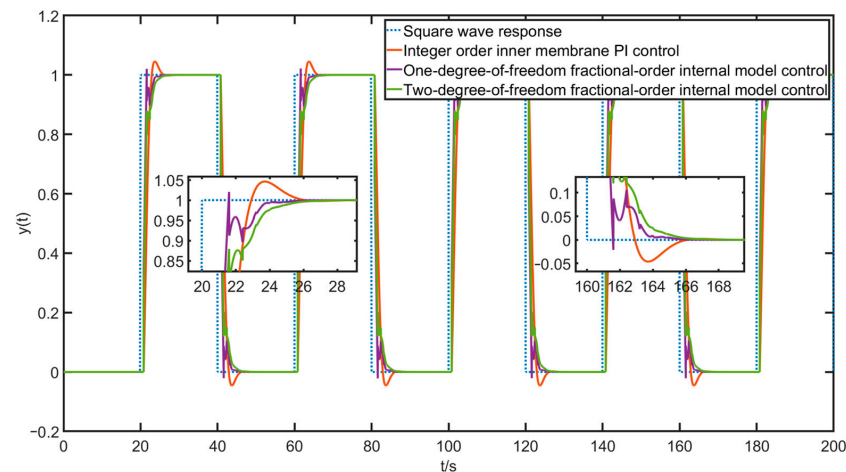 Square wave response
Integer order inner membrane PI control
One-degree-of-freedom fractional-order internal model control
Two-degree-of-freedom fractional-order internal model control
1.2
1
0.8
0.6
0.4
0.2
0
−0.2
y(t)
1.05
1
0.95
0.9
0.85
20 22 24 26 28
0.1
0.05
0
−0.05
160 162 164 166 168
0 20 40 60 80 100 120 140 160 180 200
t/s